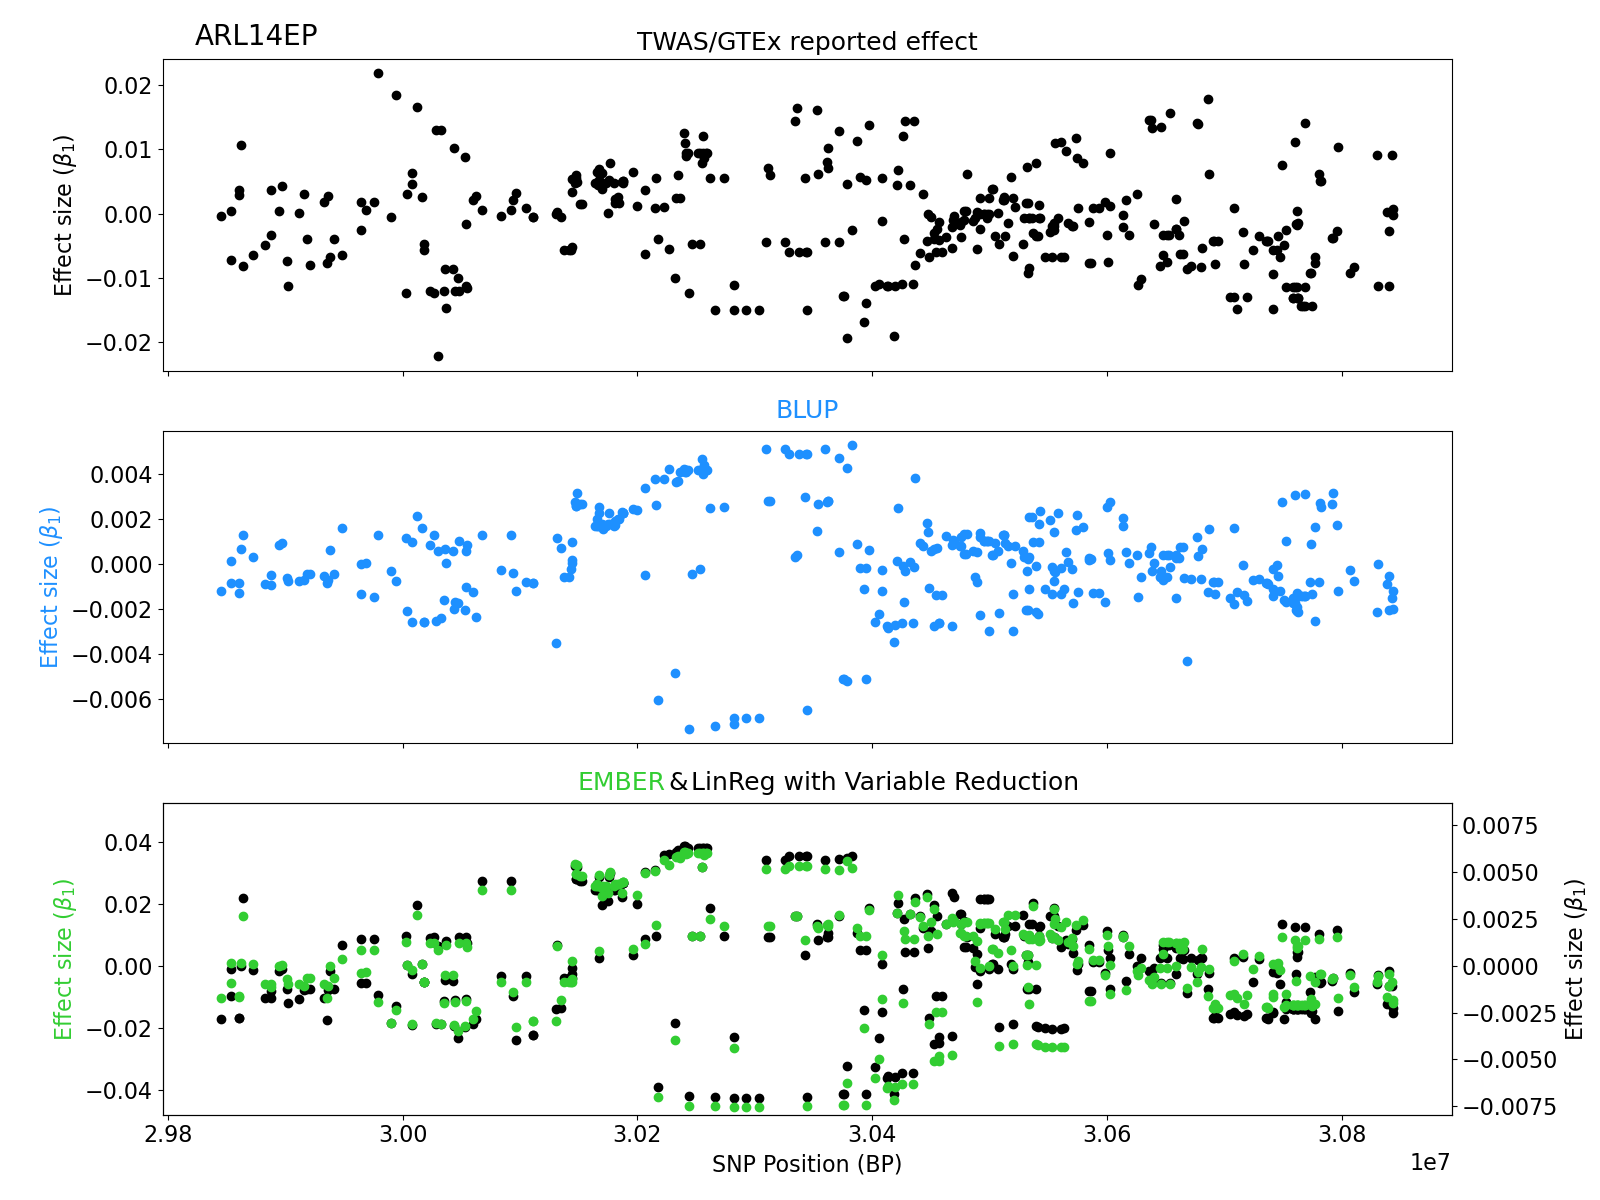 ARL14EP
TWAS/GTEx reported effect
0.02
0.01
0.00
−0.01
−0.02
Effect size (β₁)
BLUP
0.004
0.002
0.000
−0.002
−0.004
−0.006
Effect size (β₁)
EMBER & LinReg with Variable Reduction
0.04
0.02
0.00
−0.02
−0.04
Effect size (β₁)
0.0075
0.0050
0.0025
0.0000
−0.0025
−0.0050
−0.0075
Effect size (β₁)
2.98 3.00 3.02 3.04 3.06 3.08
SNP Position (BP)
1e7